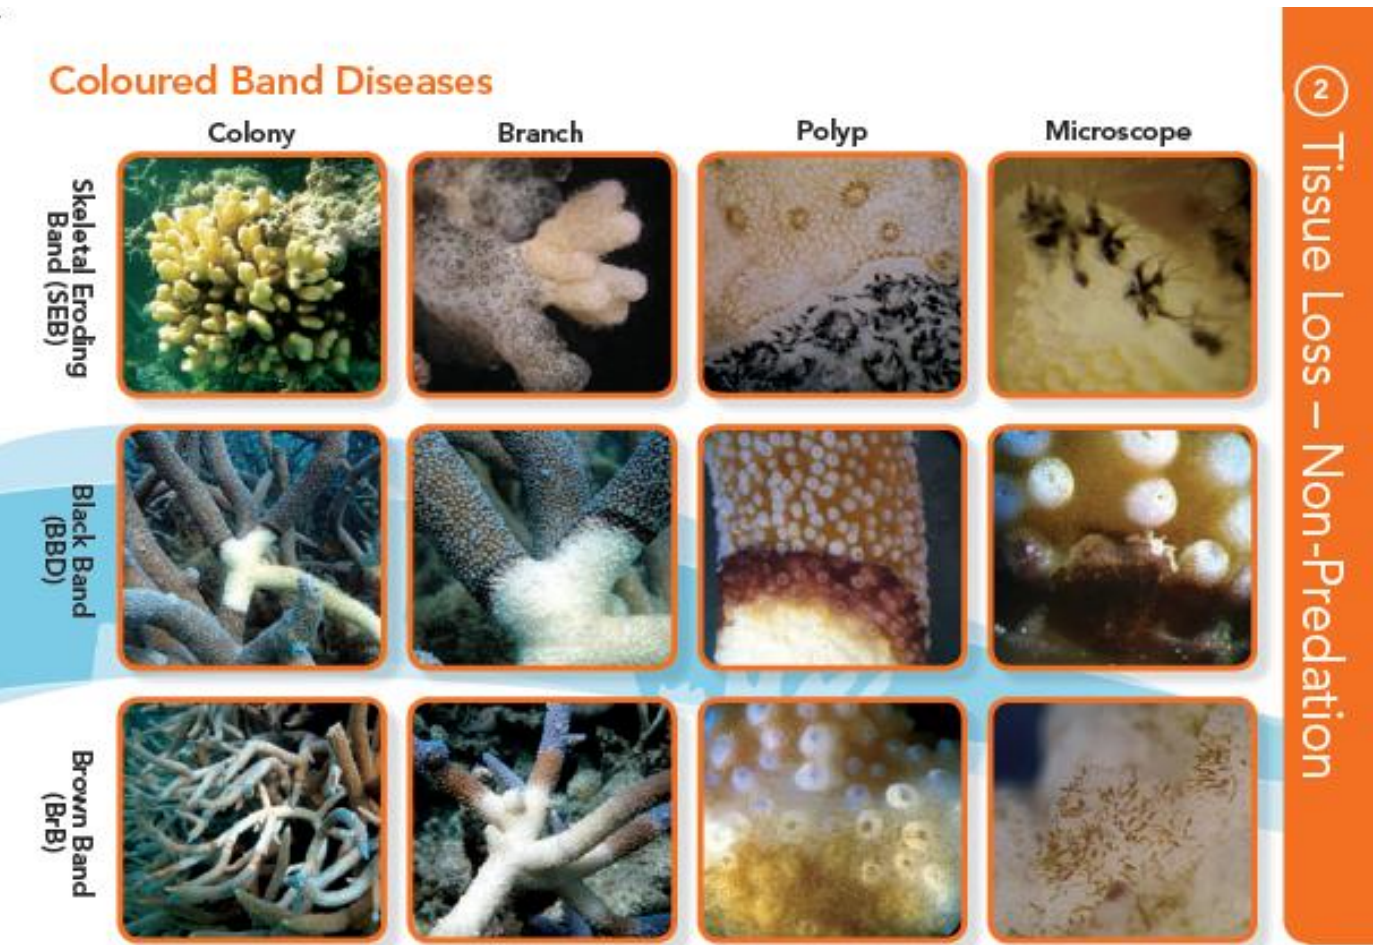 Coloured Band Diseases
Colony
Branch
Polyp
Microscope
Skeletal Eroding
Band (SEB)
Black Band
(BBD)
Brown Band
(BrB)
2 Tissue Loss – Non-Predation